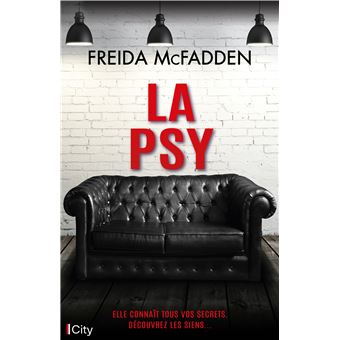 FREIDA McFADDEN
LA
PSY
ELLE CONNAÎT TOUS VOS SECRETS,
DÉCOUVREZ LES SIENS...
City